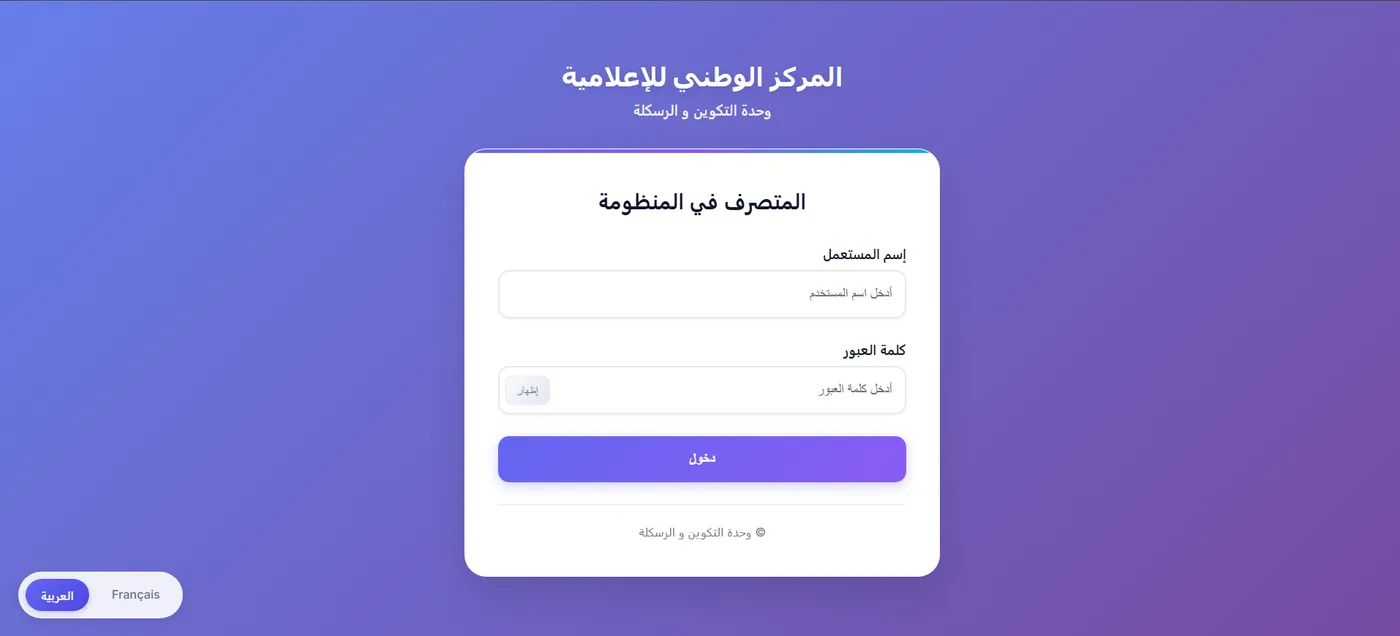 المركز الوطني للإعلامية
وحدة التكوين و الرسكلة
المتصرف في المنظومة
إسم المستعمل
أدخل اسم المستخدم
كلمة العبور
أدخل كلمة العبور
إظهار
دخول
© وحدة التكوين و الرسكلة
العربية
Français